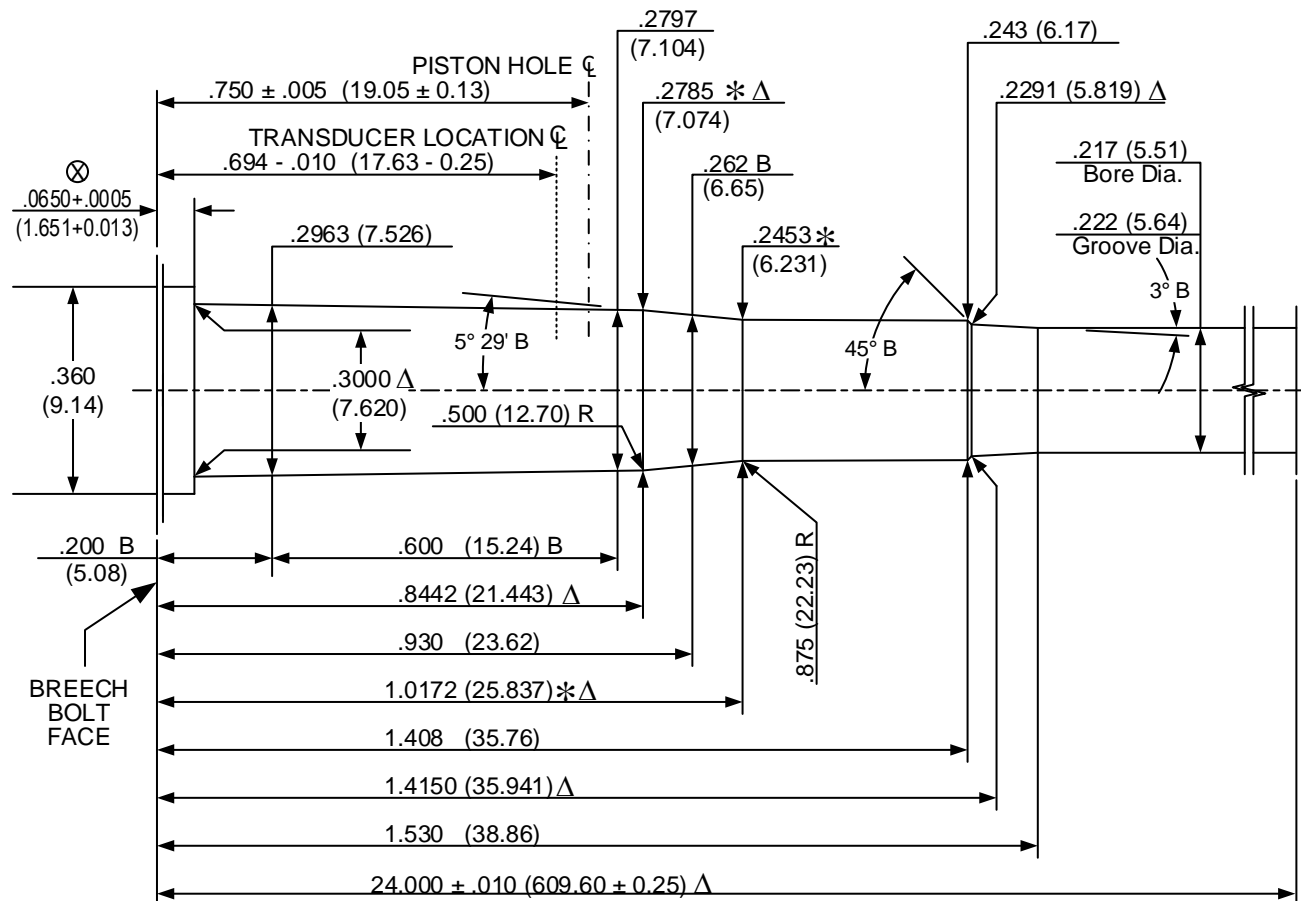 .2797
(7.104)
.243 (6.17)
PISTON HOLE ℄
.750 ± .005 (19.05 ± 0.13)
.2785 * Δ
(7.074)
.2291 (5.819) Δ
TRANSDUCER LOCATION ℄
.694 - .010 (17.63 - 0.25)
.262 B
(6.65)
.217 (5.51)
Bore Dia.
⊗
.0650+.0005
(1.651+0.013)
.2963 (7.526)
.2453*
(6.231)
.222 (5.64)
Groove Dia.
3° B
5° 29' B
45° B
.360
(9.14)
.3000 Δ
(7.620)
.500 (12.70) R
.200 B
(5.08)
.600 (15.24) B
.875 (22.23) R
.8442 (21.443) Δ
.930 (23.62)
BREECH
BOLT
FACE
1.0172 (25.837)* Δ
1.408 (35.76)
1.4150 (35.941) Δ
1.530 (38.86)
24.000 ± .010 (609.60 ± 0.25) Δ